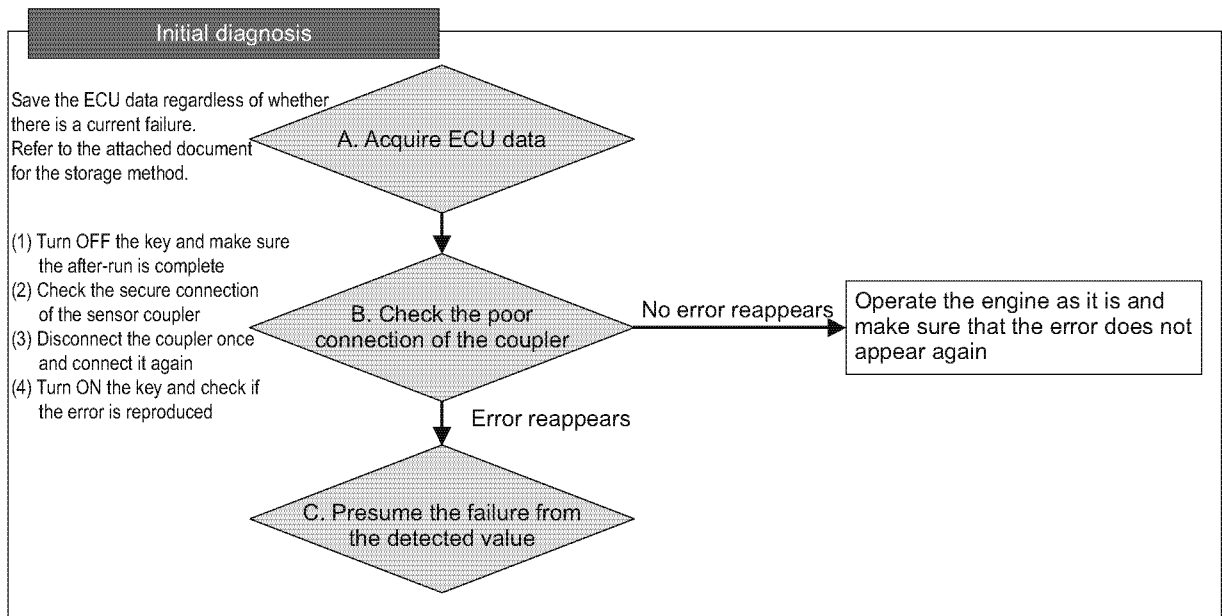 Initial diagnosis
Save the ECU data regardless of whether
there is a current failure.
Refer to the attached document
for the storage method.
A. Acquire ECU data
(1) Turn OFF the key and make sure
the after-run is complete
(2) Check the secure connection
of the sensor coupler
(3) Disconnect the coupler once
and connect it again
(4) Turn ON the key and check if
the error is reproduced
B. Check the poor
connection of the coupler
No error reappears
Operate the engine as it is and
make sure that the error does not
appear again
Error reappears
C. Presume the failure from
the detected value